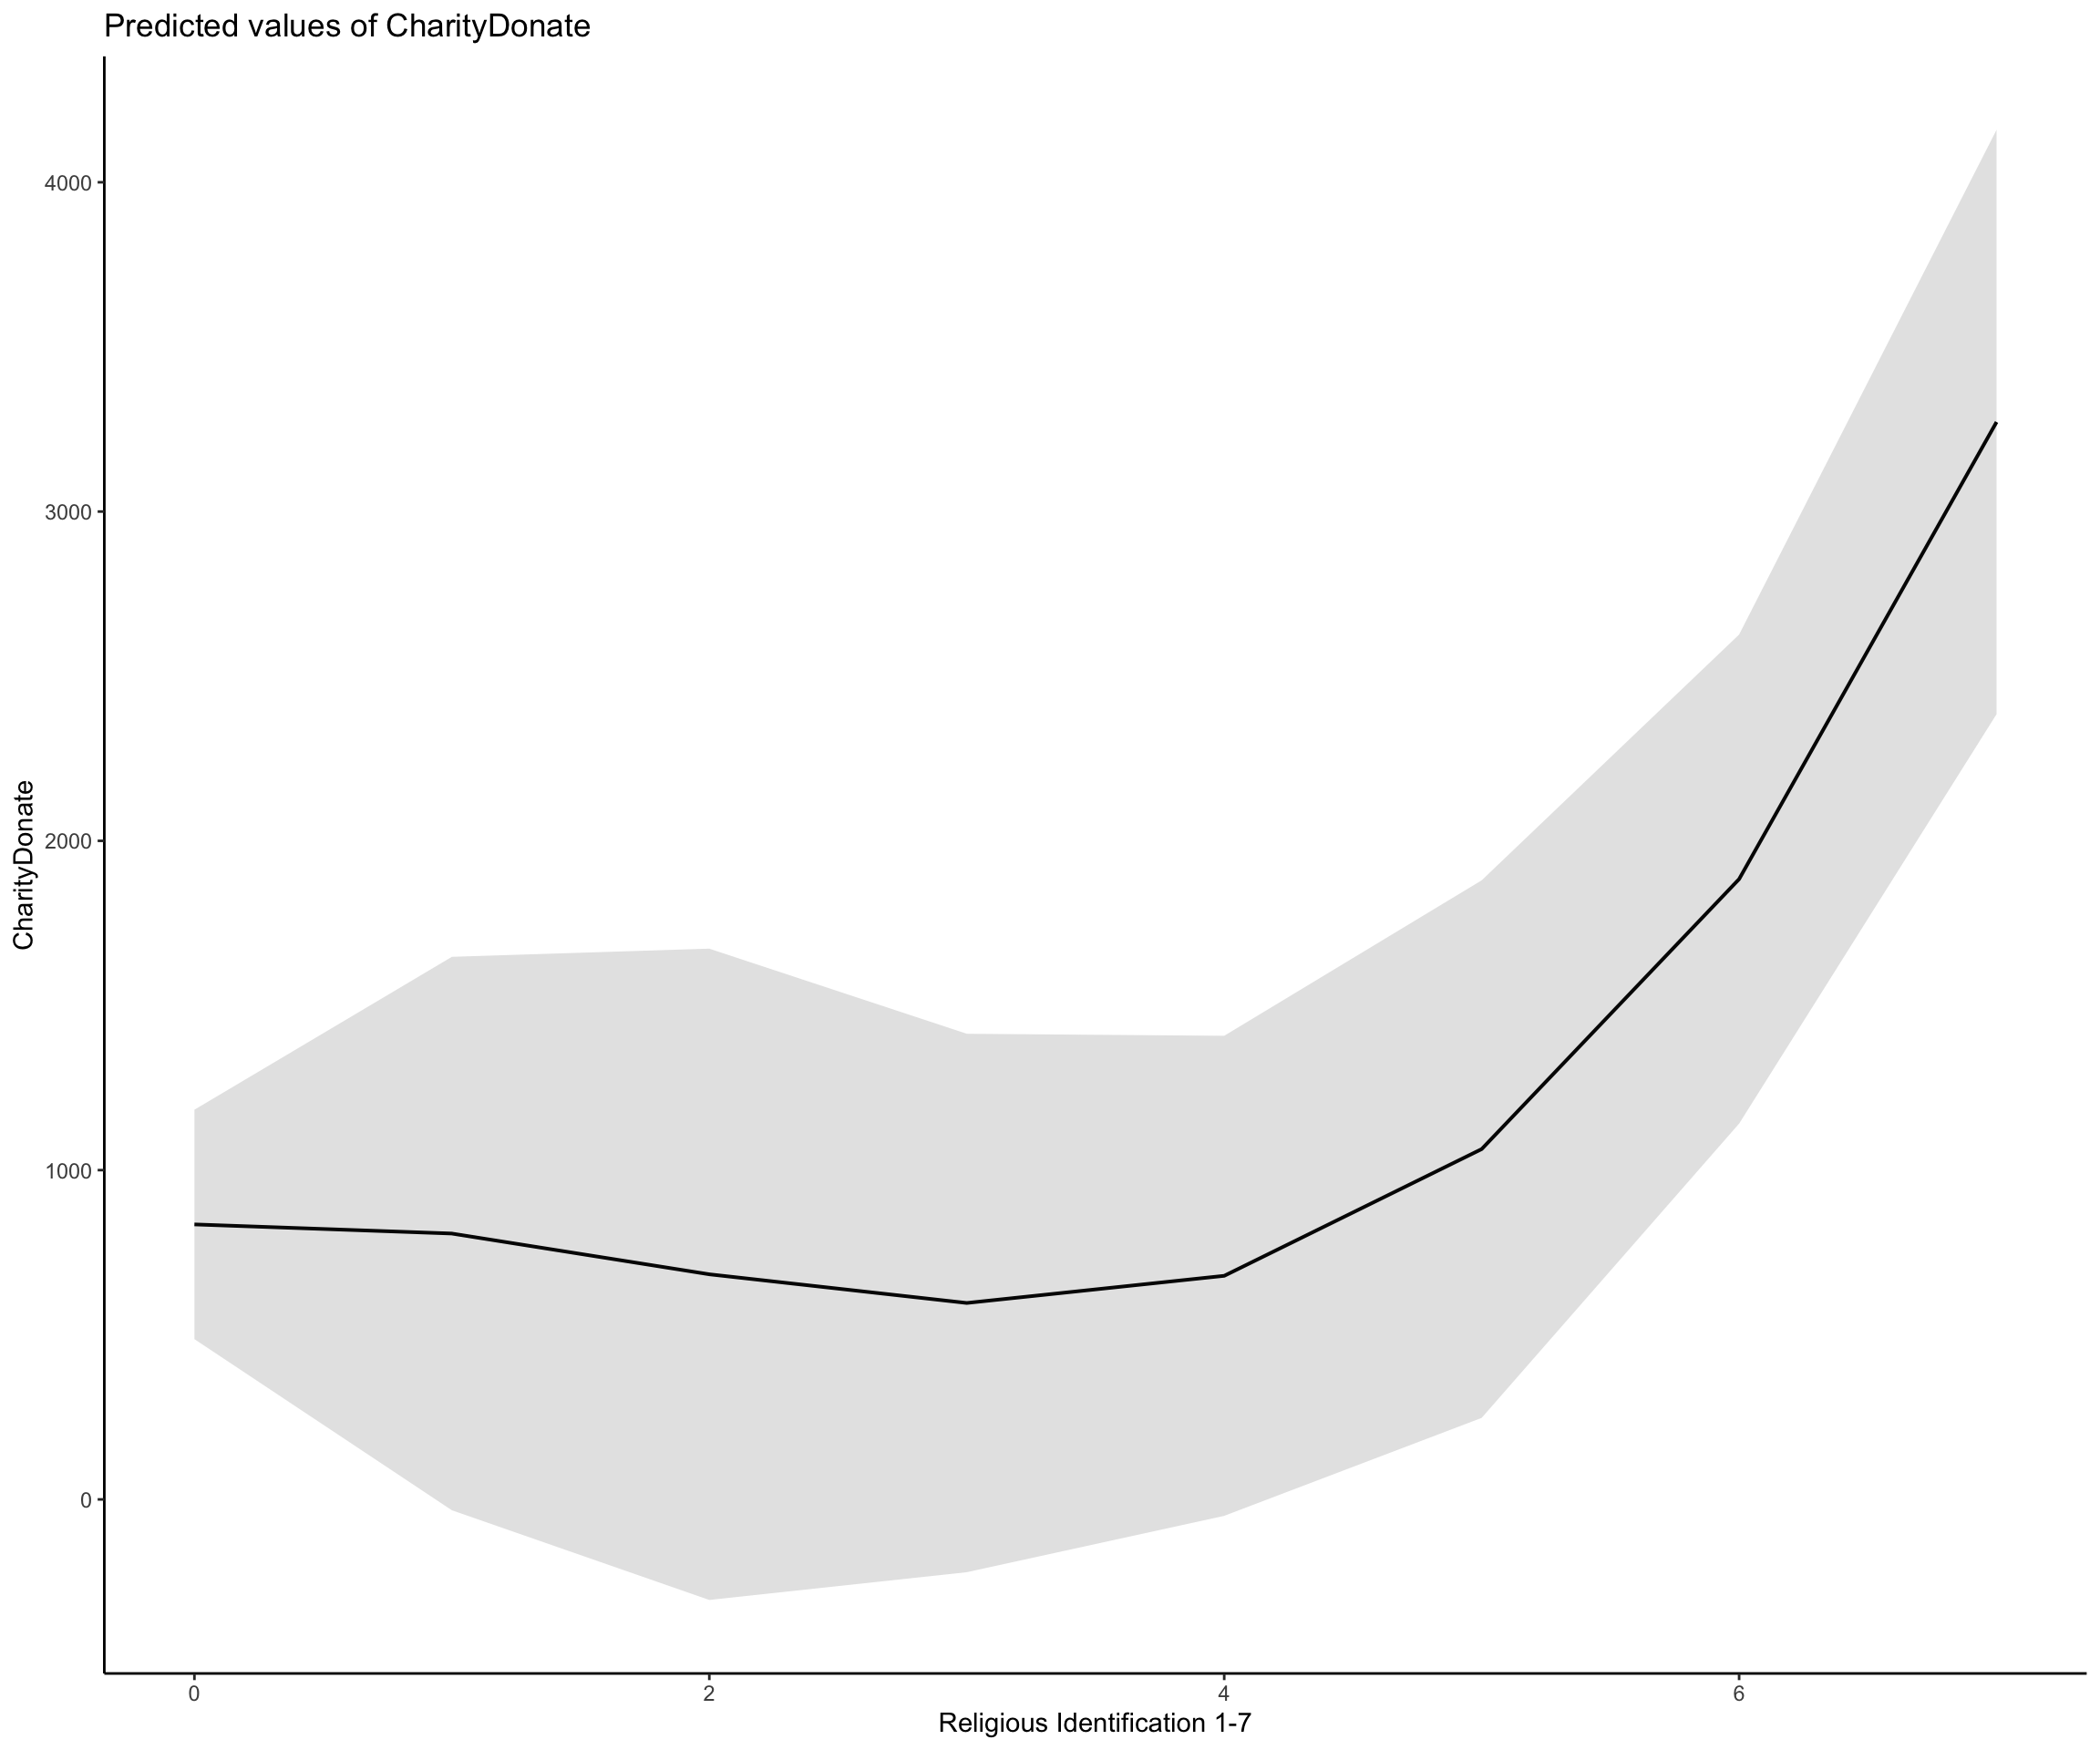 Predicted values of CharityDonate
4000
3000
2000
1000
0
CharityDonate
0 2 4 6
Religious Identification 1-7